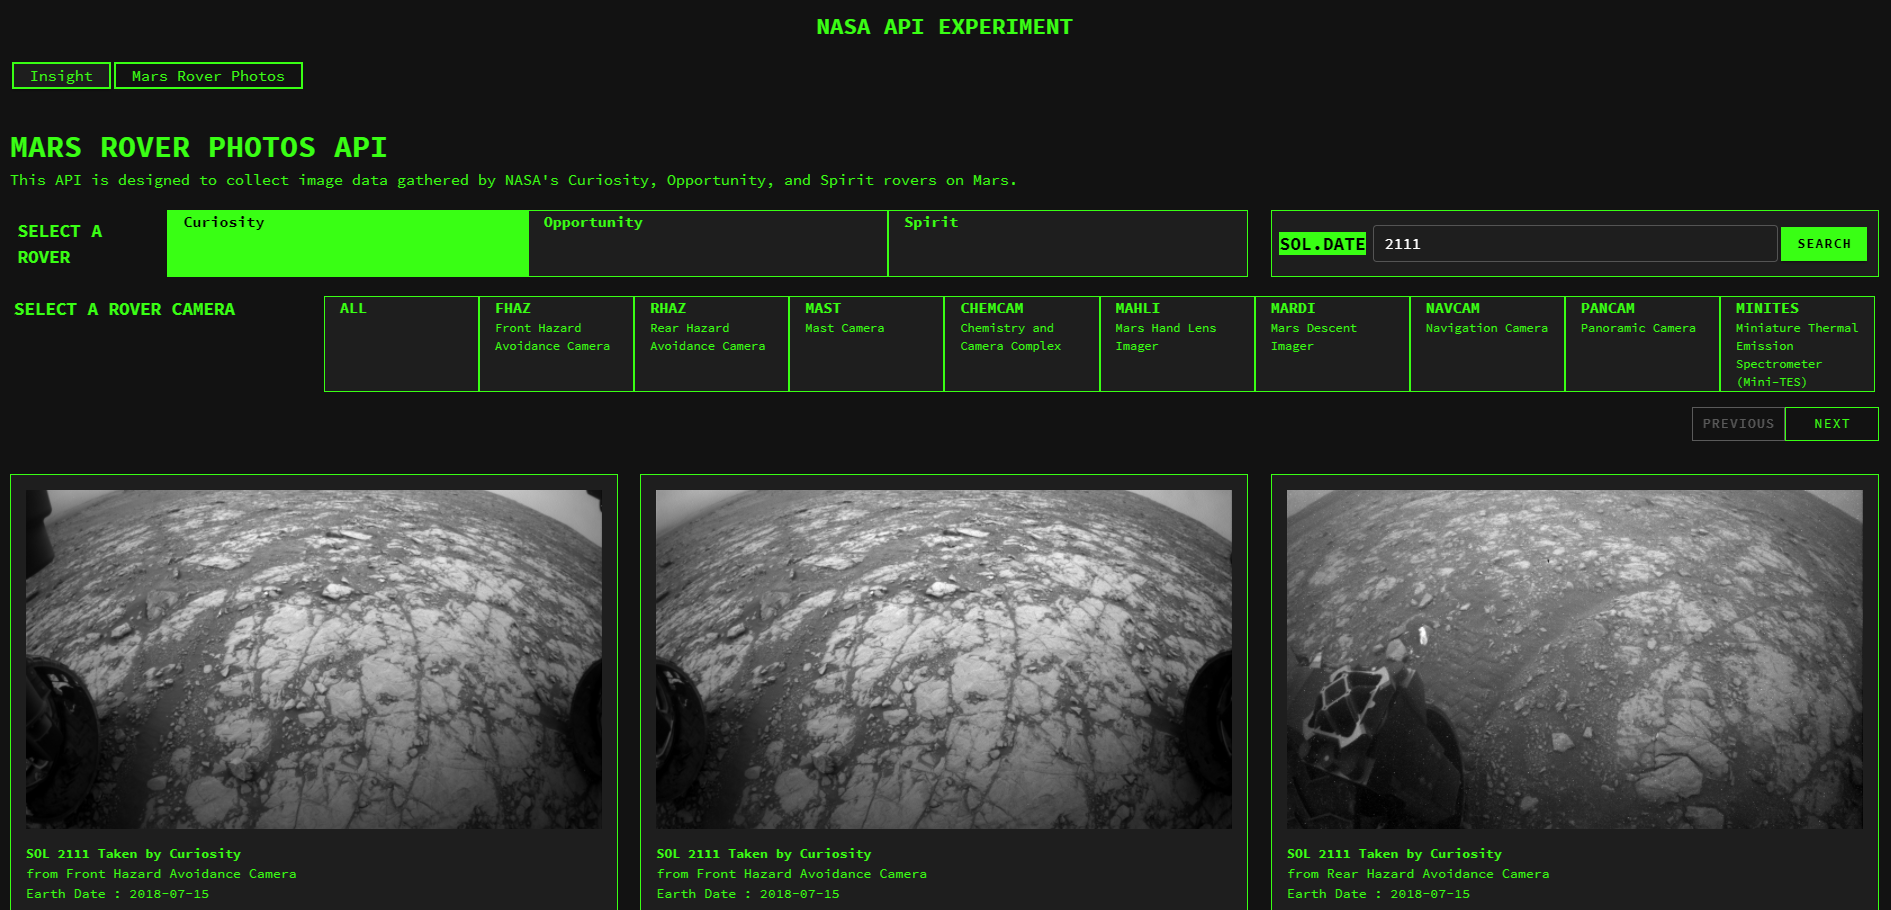 NASA API EXPERIMENT
Insight
Mars Rover Photos
MARS ROVER PHOTOS API
This API is designed to collect image data gathered by NASA's Curiosity, Opportunity, and Spirit rovers on Mars.
SELECT A
ROVER
Curiosity
Opportunity
Spirit
SOL.DATE
2111
SEARCH
SELECT A ROVER CAMERA
ALL
FHAZ
Front Hazard
Avoidance Camera
RHAZ
Rear Hazard
Avoidance Camera
MAST
Mast Camera
CHEMCAM
Chemistry and
Camera Complex
MAHLI
Mars Hand Lens
Imager
MARDI
Mars Descent
Imager
NAVCAM
Navigation Camera
PANCAM
Panoramic Camera
MINITES
Miniature Thermal
Emission
Spectrometer
(Mini-TES)
PREVIOUS
NEXT
SOL 2111 Taken by Curiosity
from Front Hazard Avoidance Camera
Earth Date : 2018-07-15
SOL 2111 Taken by Curiosity
from Front Hazard Avoidance Camera
Earth Date : 2018-07-15
SOL 2111 Taken by Curiosity
from Rear Hazard Avoidance Camera
Earth Date : 2018-07-15